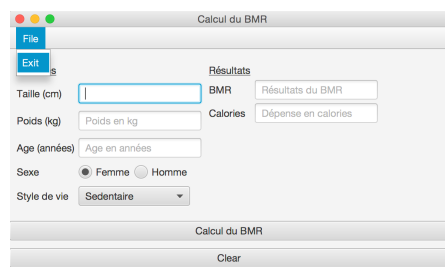 Calcul du BMR
File
Exit
Résultats
Taille (cm)
BMR Résultats du BMR
Poids (kg) Poids en kg
Calories Dépense en calories
Age (années) Age en années
Sexe Femme Homme
Style de vie Sedentaire
Calcul du BMR
Clear